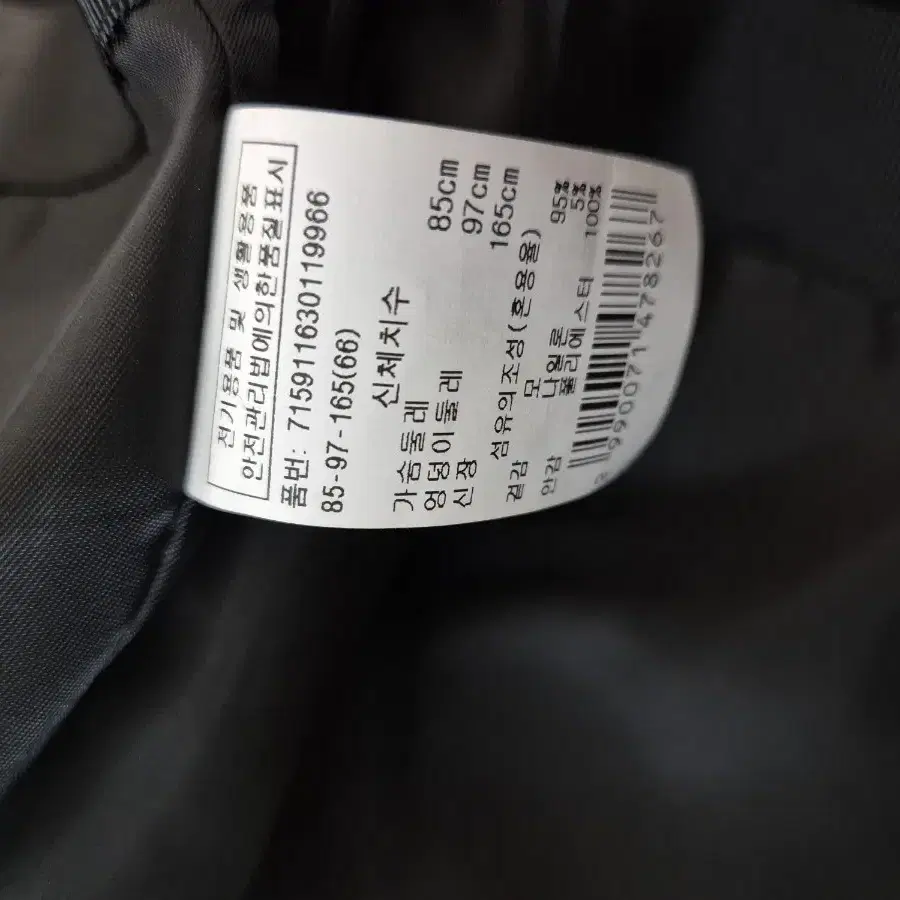 전기용품 및 생활용품
안전관리법에의한품질표시
품번: 715911630119966
85-97-165(66)
신체치수
가슴둘레 85cm
엉덩이둘레 97cm
신장 165cm
섬유의조성(혼용율)
겉감 모 95%
나일론 5%
안감 폴리에스터 100%
2990071478267